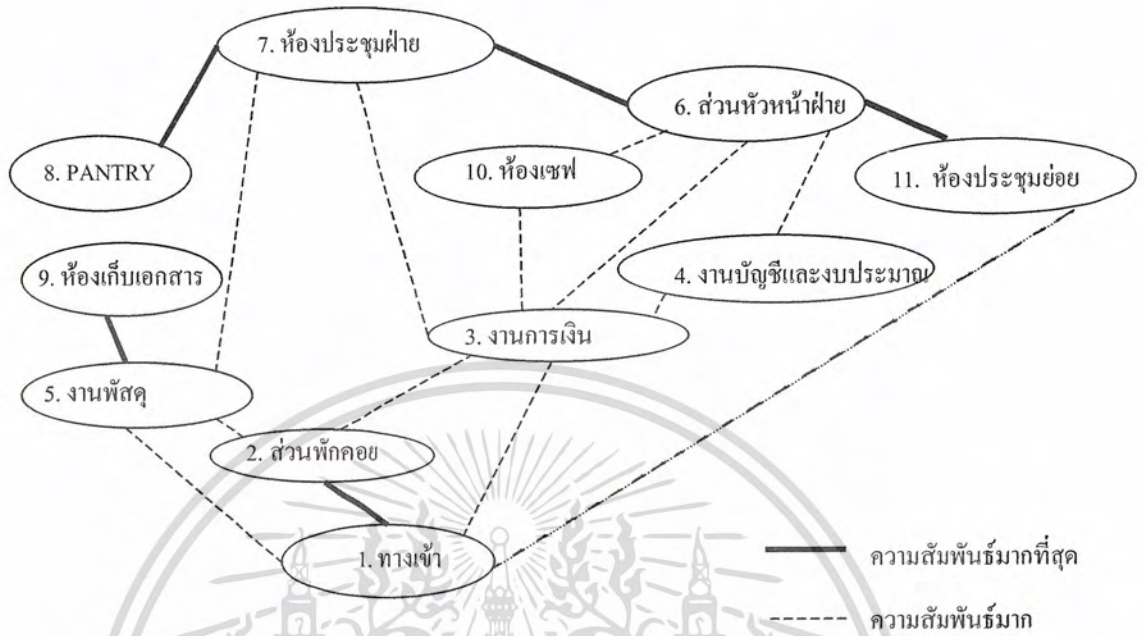 7. ห้องประชุมฝ่าย
6. ส่วนหัวหน้าฝ่าย
8. PANTRY
10. ห้องเซฟ
11. ห้องประชุมย่อย
9. ห้องเก็บเอกสาร
4. งานบัญชีและงบประมาณ
3. งานการเงิน
5. งานพัสดุ
2. ส่วนพักคอย
1. ทางเข้า
ความสัมพันธ์มากที่สุด
ความสัมพันธ์มาก